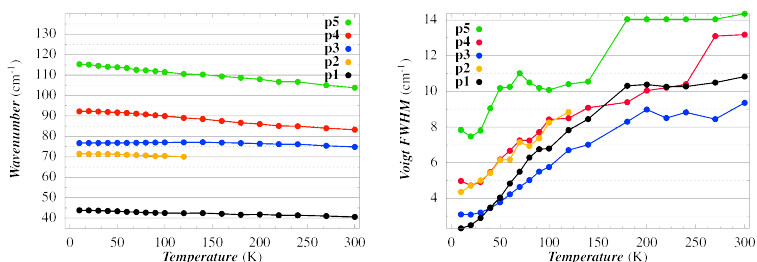 130
120
110
100
90
80
70
60
50
40
Wavenumber (cm⁻¹)
p5
p4
p3
p2
p1
0 50 100 150 200 250 300
Temperature (K)
14
12
10
8
6
4
Voigt FWHM (cm⁻¹)
p5
p4
p3
p2
p1
0 50 100 150 200 250 300
Temperature (K)